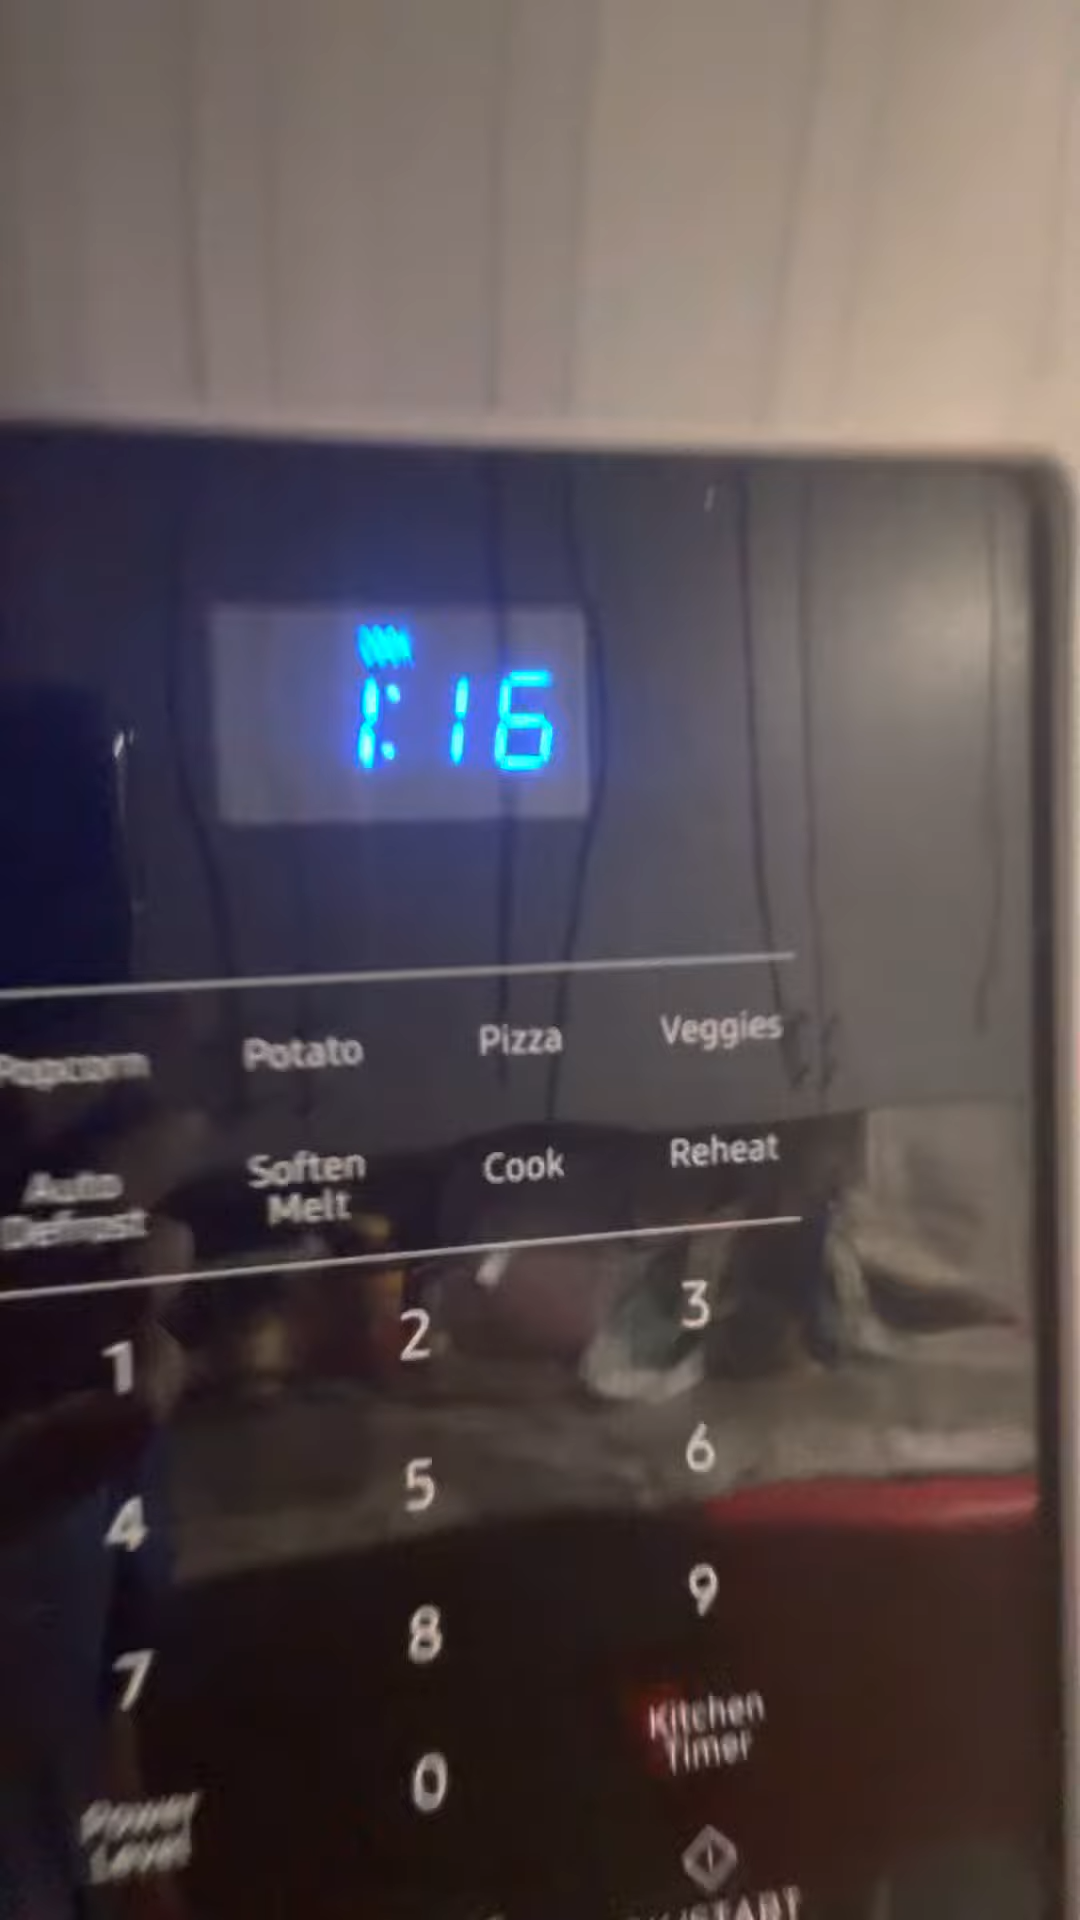 1:16
Popcorn Potato Pizza Veggies
Auto Defrost Soften Melt Cook Reheat
1 2 3
4 5 6
7 8 9
Power Level 0 Kitchen Timer
START